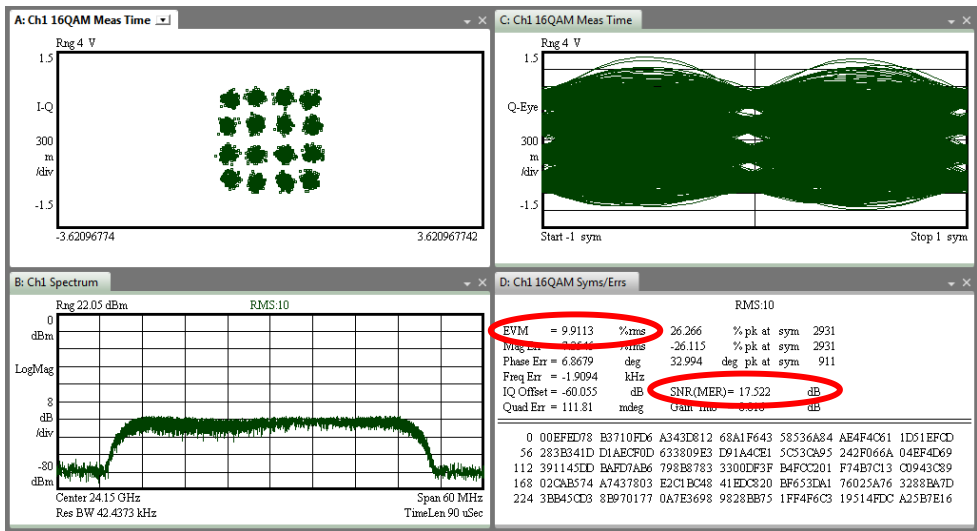 A: Ch1 16QAM Meas Time
Rng 4 V
1.5
I-Q
300
m
/div
-1.5
-3.62096774
3.620967742
C: Ch1 16QAM Meas Time
Rng 4 V
1.5
Q-Eye
300
m
/div
-1.5
Start -1 sym
Stop 1 sym
B: Ch1 Spectrum
Rng 22.05 dBm
RMS:10
0
dBm
LogMag
8
dB
/div
-80
dBm
Center 24.15 GHz
Span 60 MHz
Res BW 42.4373 kHz
TimeLen 90 uSec
D: Ch1 16QAM Syms/Errs
RMS:10
EVM = 9.9113 %rms 26.266 % pk at sym 2931
Mag Err = %rms -26.115 % pk at sym 2931
Phase Err = 6.8679 deg 32.994 deg pk at sym 911
Freq Err = -1.9094 kHz
IQ Offset = -60.055 dB SNR(MER)= 17.522 dB
Quad Err = 111.81 mdeg Gain dB
0 00EFED78 B3710FD6 A343D812 68A1F643 58536A84 AE4F4C61 1D51EFCD
56 283B341D D1AECF0D 633809E3 D91A4CE1 5C53CA95 242F066A 04EF4D69
112 391145DD BAFD7AB6 798B8783 3300DF3F B4FCC201 F74B7C13 C0943C89
168 02CAB574 A7437803 E2C1BC48 41EDC820 BF653DA1 76025A76 3288BA7D
224 3BB45CD3 8B970177 0A7E3698 9828BB75 1FF4F6C3 19514FDC A25B7E16